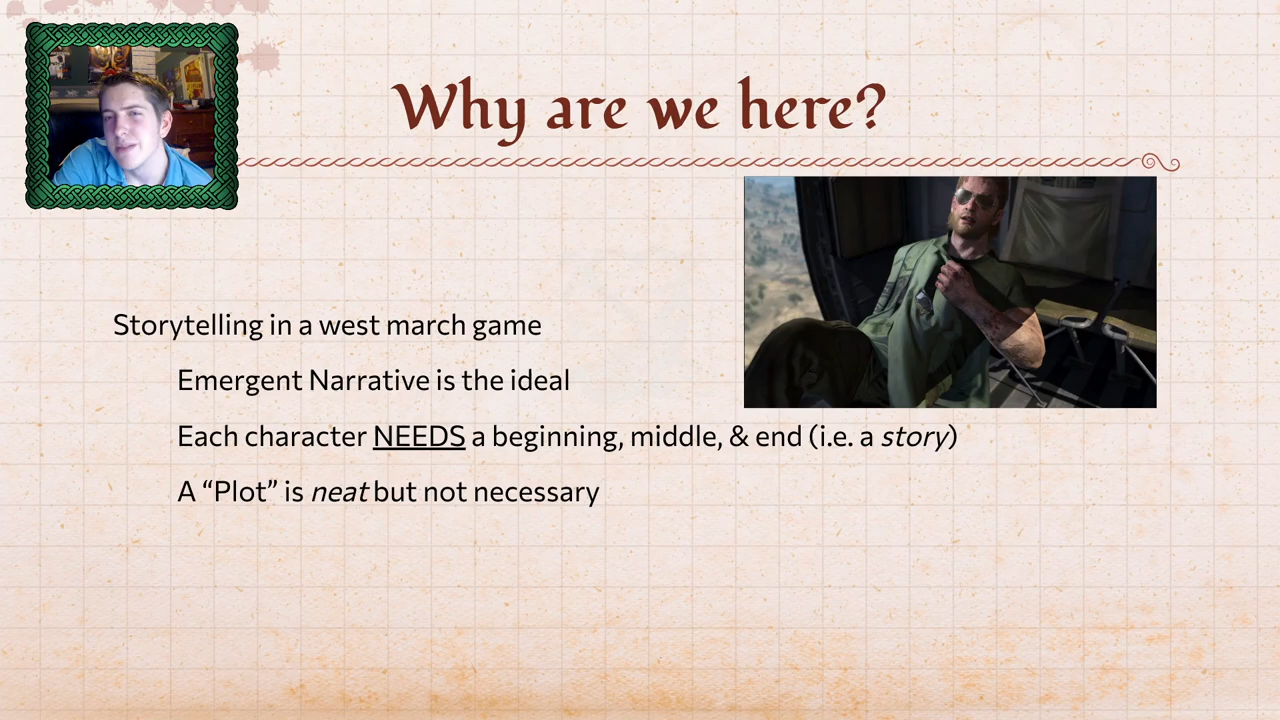 Why are we here?
Storytelling in a west march game
Emergent Narrative is the ideal
Each character NEEDS a beginning, middle, & end (i.e. a story)
A “Plot” is neat but not necessary